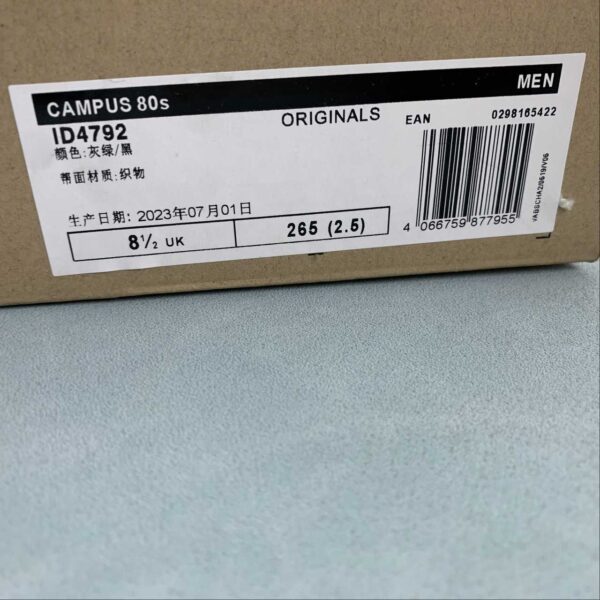 CAMPUS 80s
MEN
ID4792
ORIGINALS
EAN
0298165422
颜色:灰绿/黑
帮面材质:织物
生产日期: 2023年07月01日
8½ UK
265 (2.5)
4 066759 877955